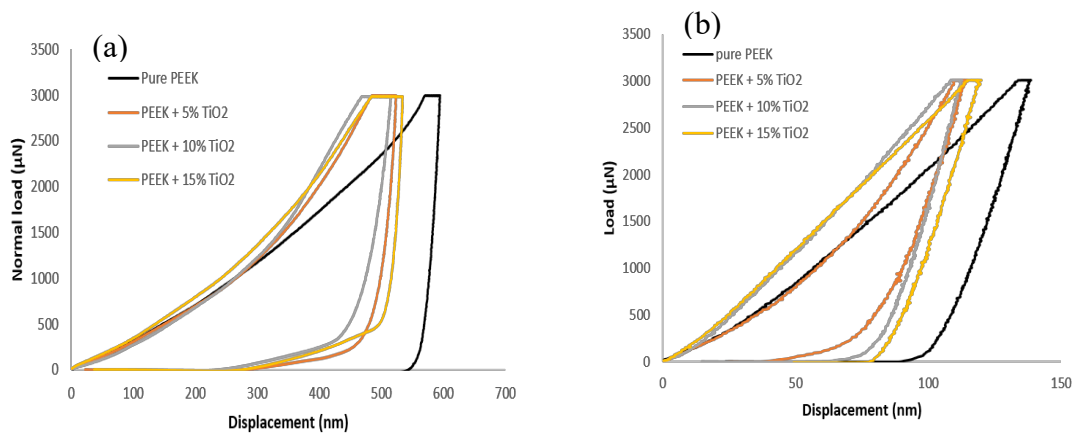 (a)
3500
3000
2500
2000
1500
1000
500
0
Normal load (µN)
Pure PEEK
PEEK + 5% TiO2
PEEK + 10% TiO2
PEEK + 15% TiO2
0 100 200 300 400 500 600 700
Displacement (nm)
(b)
3500
3000
2500
2000
1500
1000
500
0
Load (µN)
pure PEEK
PEEK + 5% TiO2
PEEK + 10% TiO2
PEEK + 15% TiO2
0 50 100 150
Displacement (nm)